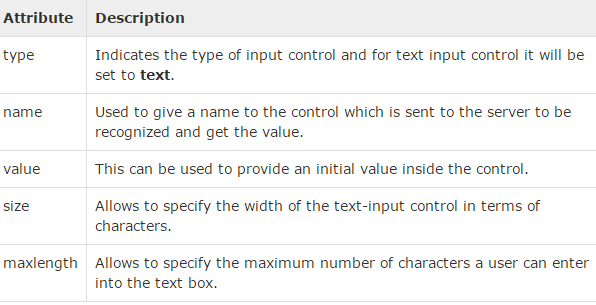 Attribute Description
type Indicates the type of input control and for text input control it will be
set to text.
name Used to give a name to the control which is sent to the server to be
recognized and get the value.
value This can be used to provide an initial value inside the control.
size Allows to specify the width of the text-input control in terms of
characters.
maxlength Allows to specify the maximum number of characters a user can enter
into the text box.